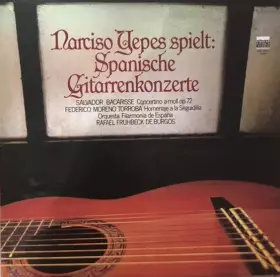 Narciso Yepes spielt:
Spanische
Gitarrenkonzerte
SALVADOR BACARISSE Concertino a-moll op.72
FEDERICO MORENO TORROBA Homenaje a la Seguidilla
Orquesta Filarmonia de España
RAFAEL FRÜHBECK DE BURGOS